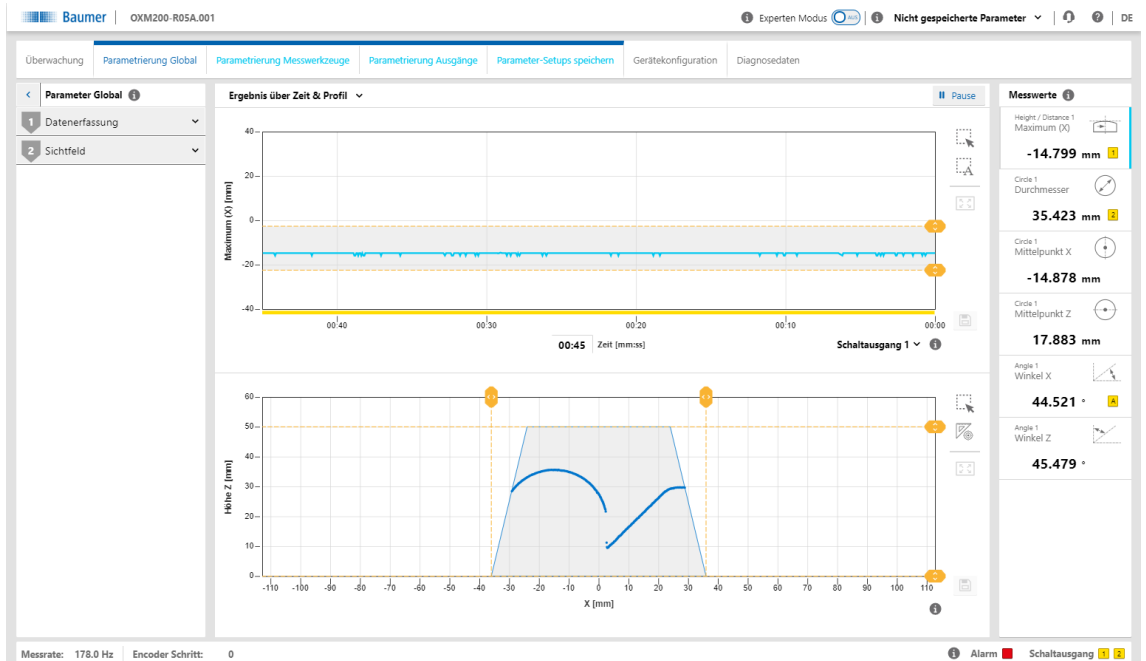 Baumer OXM200-R05A.001 Experten Modus AUS Nicht gespeicherte Parameter DE
Überwachung Parametrierung Global Parametrierung Messwerkzeuge Parametrierung Ausgänge Parameter-Setups speichern Gerätekonfiguration Diagnosedaten
Parameter Global
1 Datenerfassung
2 Sichtfeld
Ergebnis über Zeit & Profil Pause
Maximum (X) [mm]
40
20
0
-20
-40
00:40 00:30 00:20 00:10 00:00
00:45 Zeit [mm:ss] Schaltausgang 1
Höhe Z [mm]
60
50
40
30
20
10
0
-110 -100 -90 -80 -70 -60 -50 -40 -30 -20 -10 0 10 20 30 40 50 60 70 80 90 100 110
X [mm]
Messwerte
Height / Distance 1
Maximum (X)
-14.799 mm 1
Circle 1
Durchmesser
35.423 mm 2
Circle 1
Mittelpunkt X
-14.878 mm
Circle 1
Mittelpunkt Z
17.883 mm
Angle 1
Winkel X
44.521 ° A
Angle 1
Winkel Z
45.479 °
Messrate: 178.0 Hz Encoder Schritt: 0 Alarm Schaltausgang 1 2